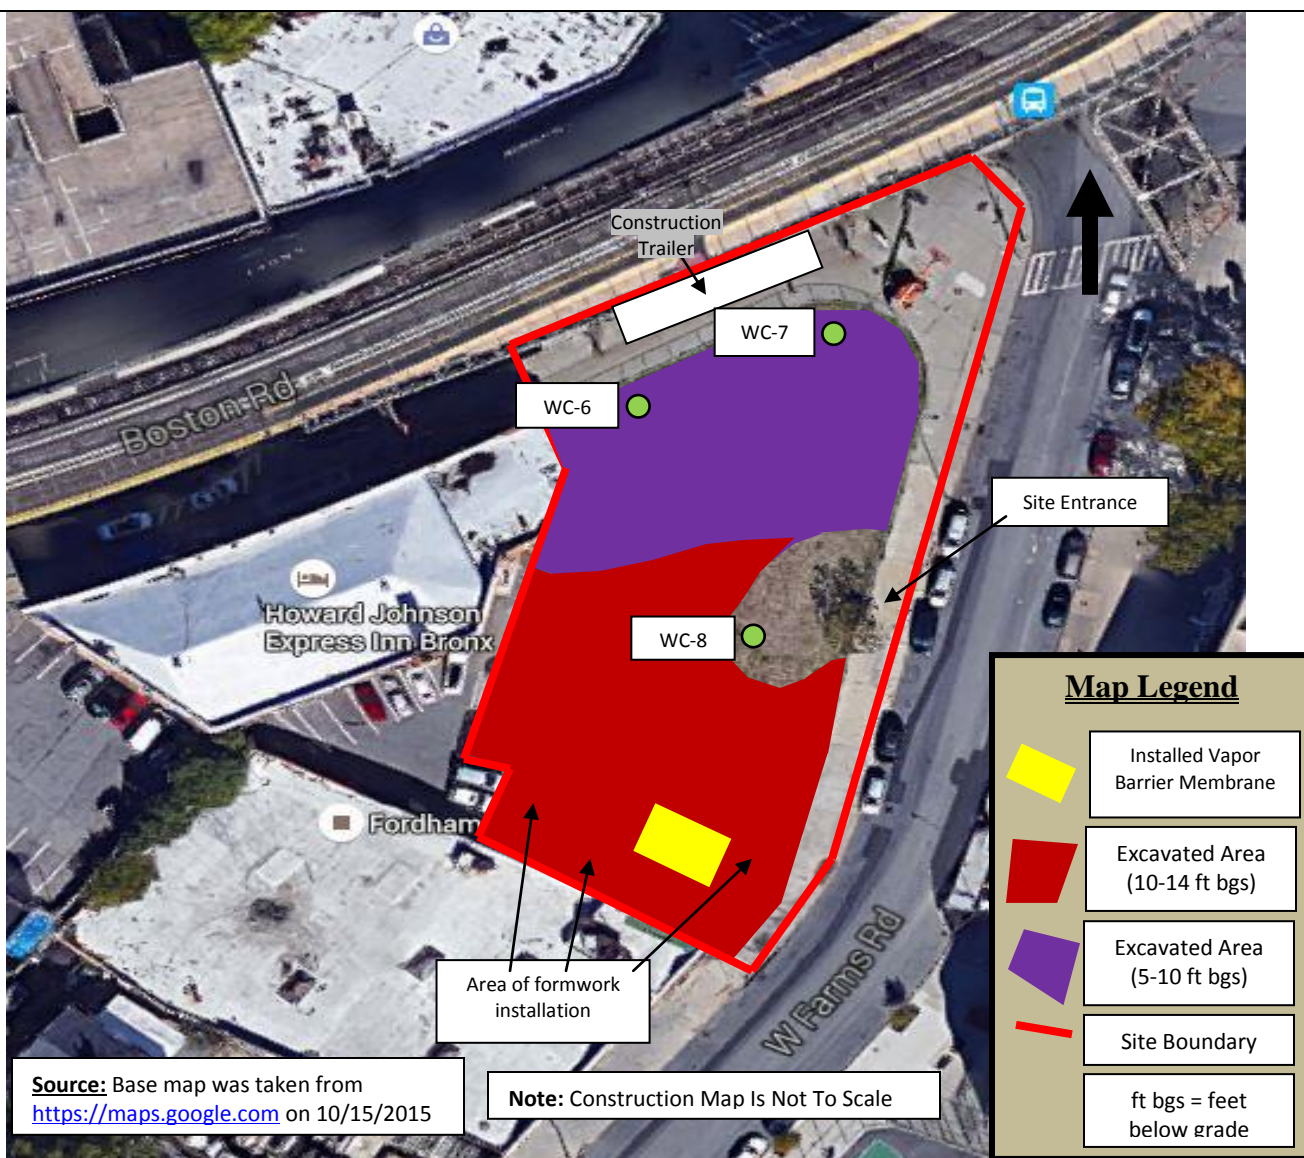 Construction
Trailer
WC-7
WC-6
Boston Rd
Site Entrance
Howard Johnson
Express Inn Bronx
WC-8
Map Legend
Installed Vapor
Barrier Membrane
Fordham
Excavated Area
(10-14 ft bgs)
Excavated Area
(5-10 ft bgs)
Area of formwork
installation
W Farms Rd
Site Boundary
Source: Base map was taken from
https://maps.google.com on 10/15/2015
Note: Construction Map Is Not To Scale
ft bgs = feet
below grade